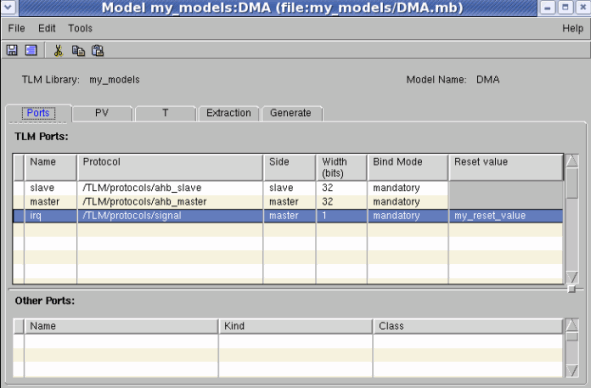 Model my_models:DMA (file:my_models/DMA.mb)
File Edit Tools Help
TLM Library: my_models Model Name: DMA
Ports PV T Extraction Generate
TLM Ports:
Name Protocol Side Width (bits) Bind Mode Reset value
slave /TLM/protocols/ahb_slave slave 32 mandatory
master /TLM/protocols/ahb_master master 32 mandatory
irq /TLM/protocols/signal master 1 mandatory my_reset_value
Other Ports:
Name Kind Class